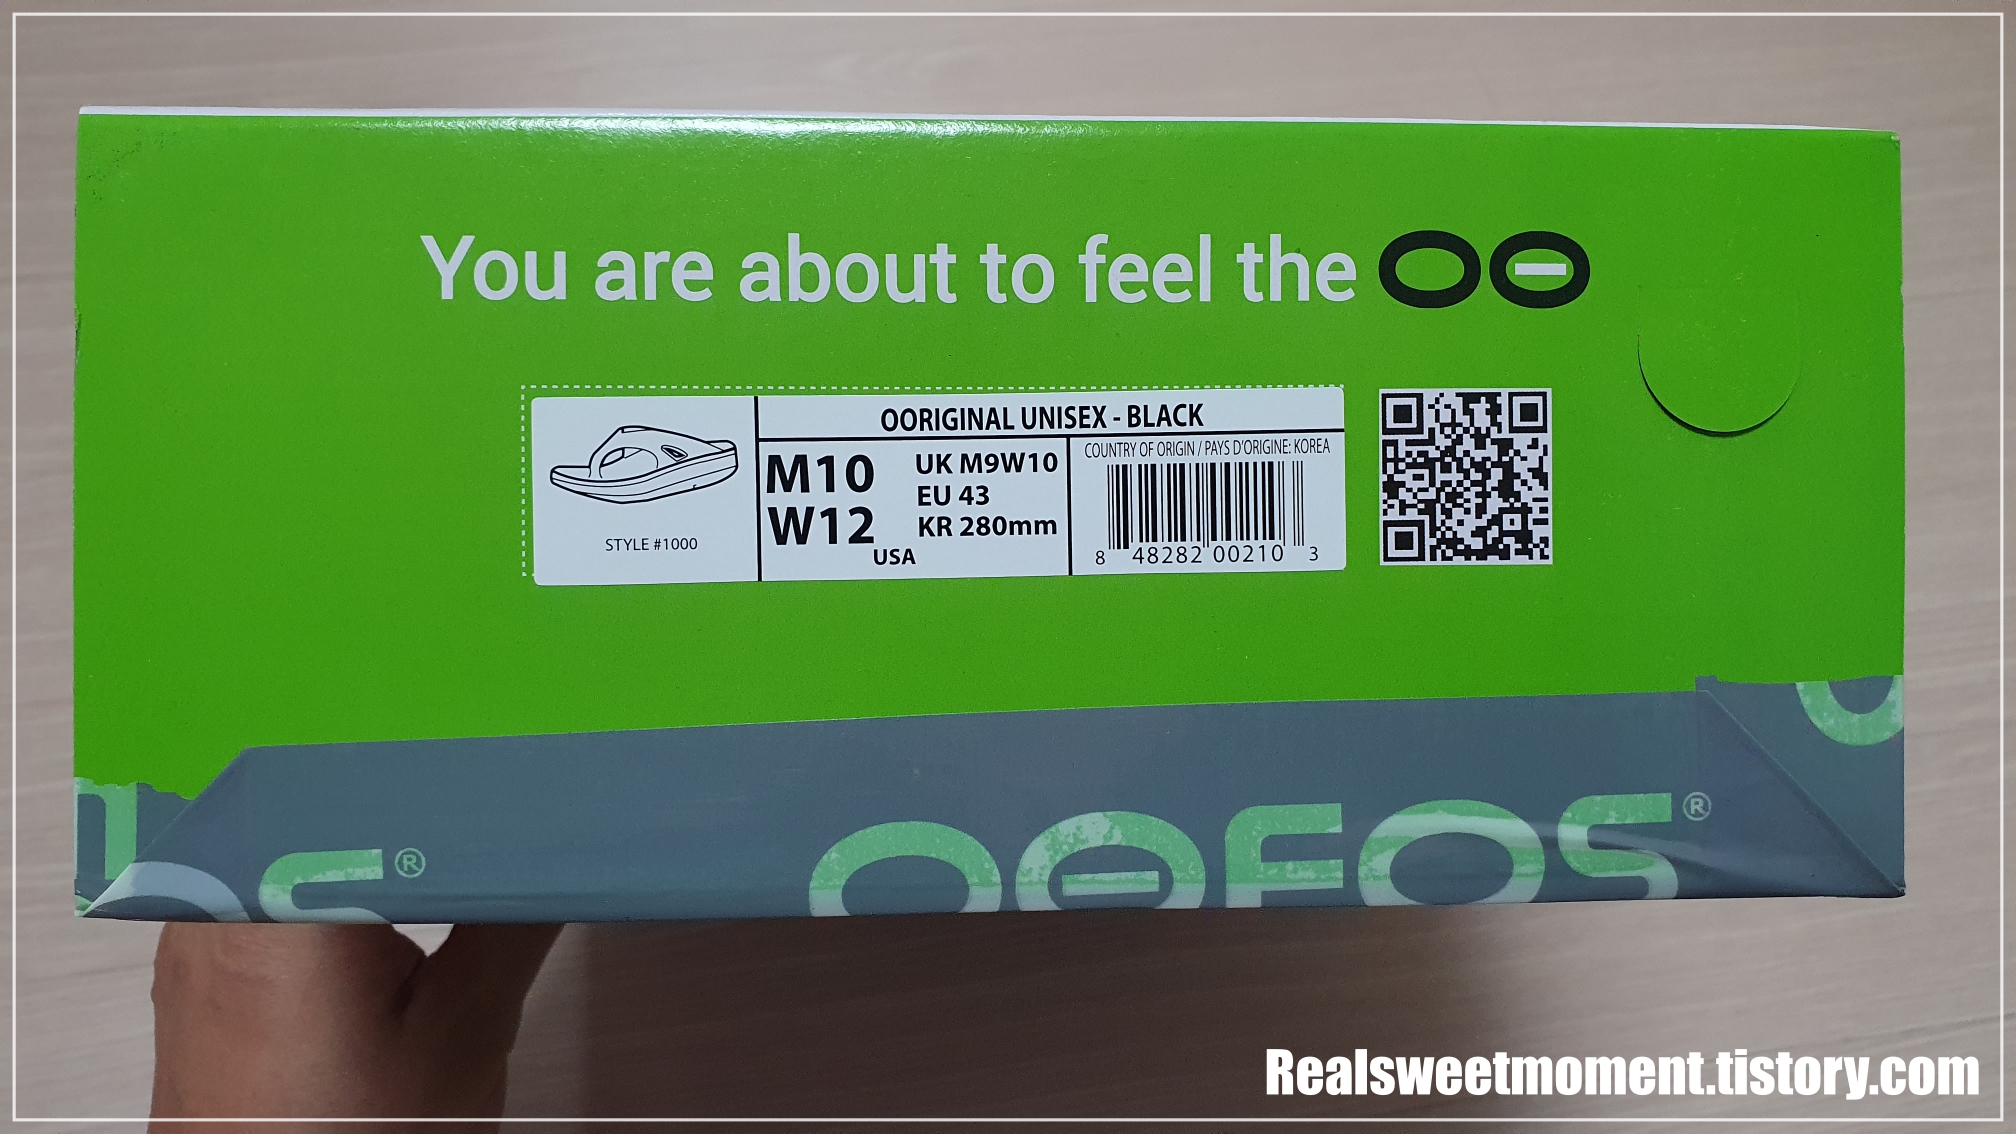 You are about to feel the OO
OORIGINAL UNISEX - BLACK
STYLE #1000
M10
W12
USA
UK M9W10
EU 43
KR 280mm
COUNTRY OF ORIGIN / PAYS D'ORIGINE: KOREA
8 48282 00210 3
S®
OOFOS®
Realsweetmoment.tistory.com